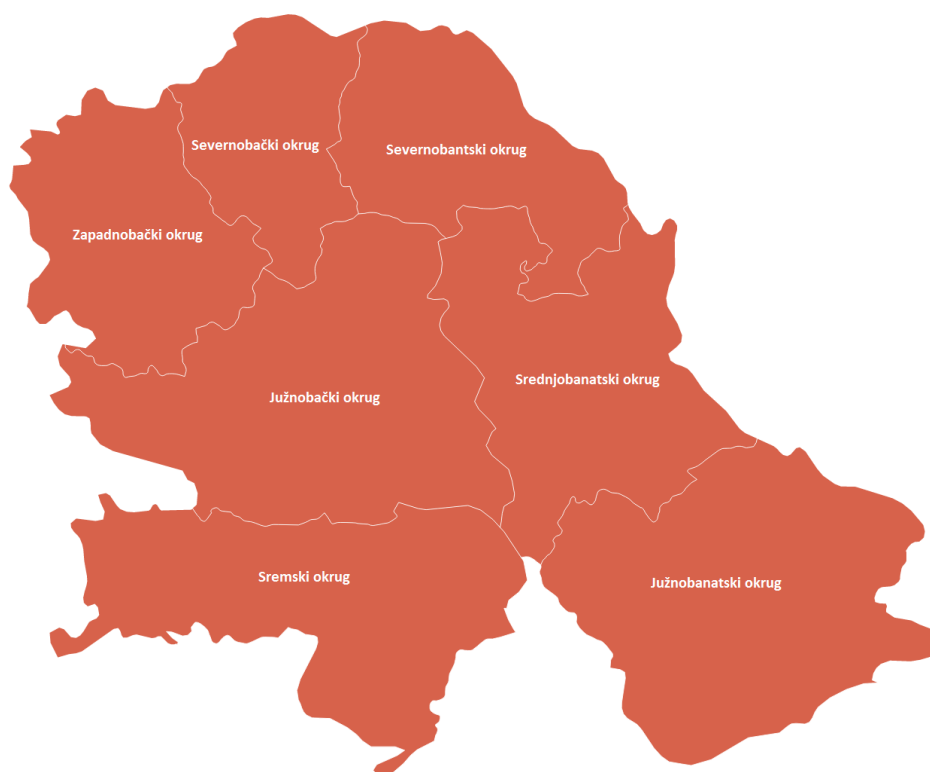 Severnobački okrug
Severnobantski okrug
Zapadnobački okrug
Srednjobanatski okrug
Južnobački okrug
Sremski okrug
Južnobanatski okrug